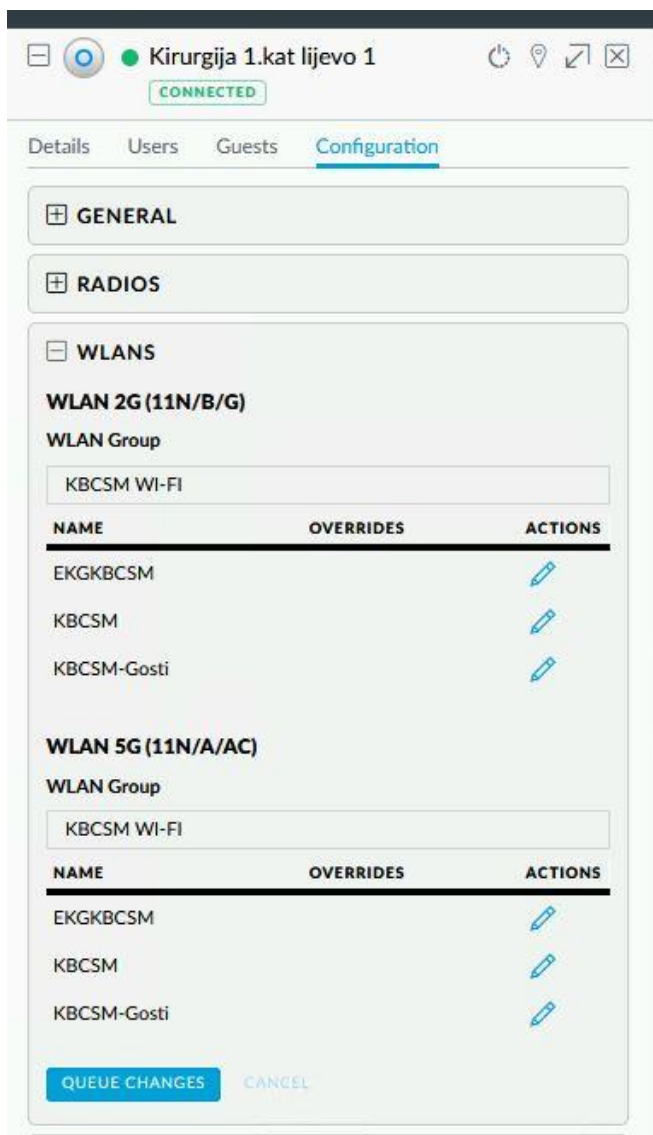 Kirurgija 1.kat lijevo 1
CONNECTED
Details Users Guests Configuration
GENERAL
RADIOS
WLANS
WLAN 2G (11N/B/G)
WLAN Group
KBCSM WI-FI
NAME OVERRIDES ACTIONS
EKGKBCSM
KBCSM
KBCSM-Gosti
WLAN 5G (11N/A/AC)
WLAN Group
KBCSM WI-FI
NAME OVERRIDES ACTIONS
EKGKBCSM
KBCSM
KBCSM-Gosti
QUEUE CHANGES CANCEL